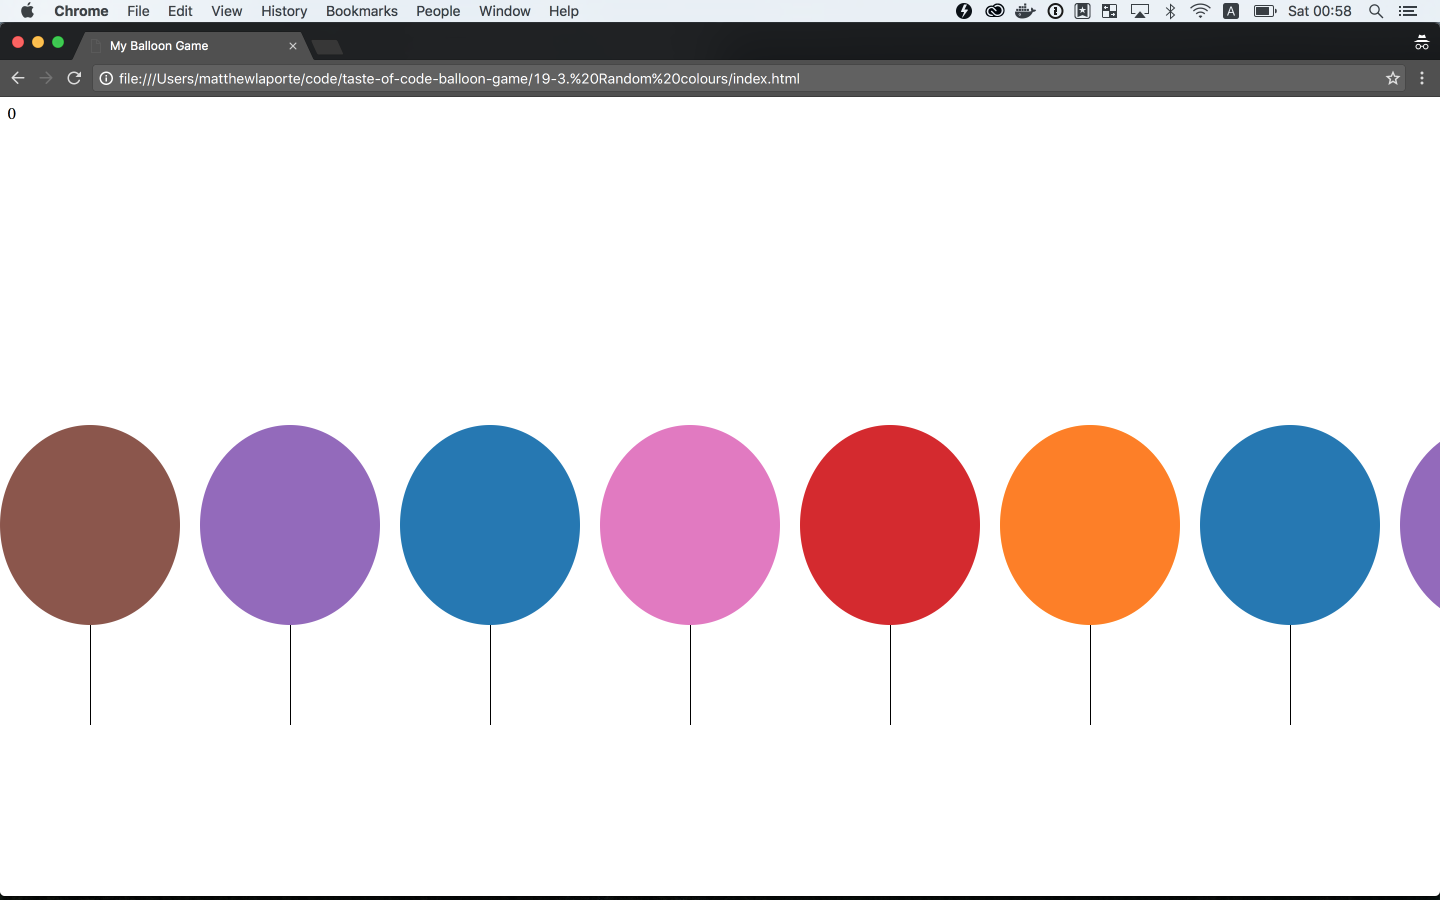 Chrome File Edit View History Bookmarks People Window Help A Sat 00:58
My Balloon Game
file:///Users/matthewlaporte/code/taste-of-code-balloon-game/19-3.%20Random%20colours/index.html
0